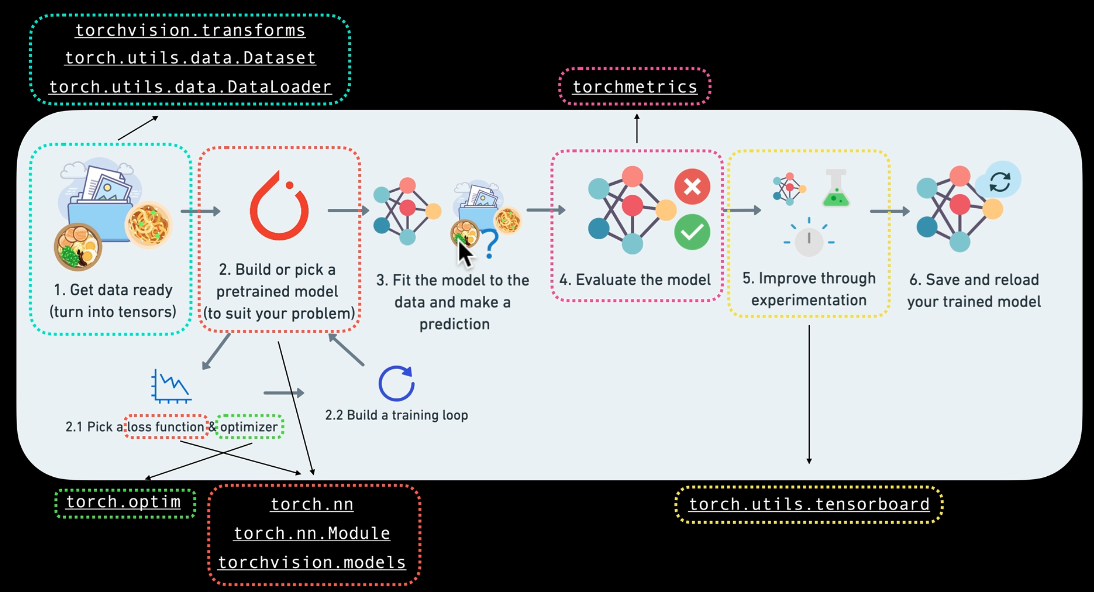 torchvision.transforms
torch.utils.data.Dataset
torch.utils.data.DataLoader
torchmetrics
1. Get data ready
(turn into tensors)
2. Build or pick a
pretrained model
(to suit your problem)
3. Fit the model to the
data and make a
prediction
4. Evaluate the model
5. Improve through
experimentation
6. Save and reload
your trained model
2.1 Pick a loss function & optimizer
2.2 Build a training loop
torch.optim
torch.nn
torch.nn.Module
torchvision.models
torch.utils.tensorboard